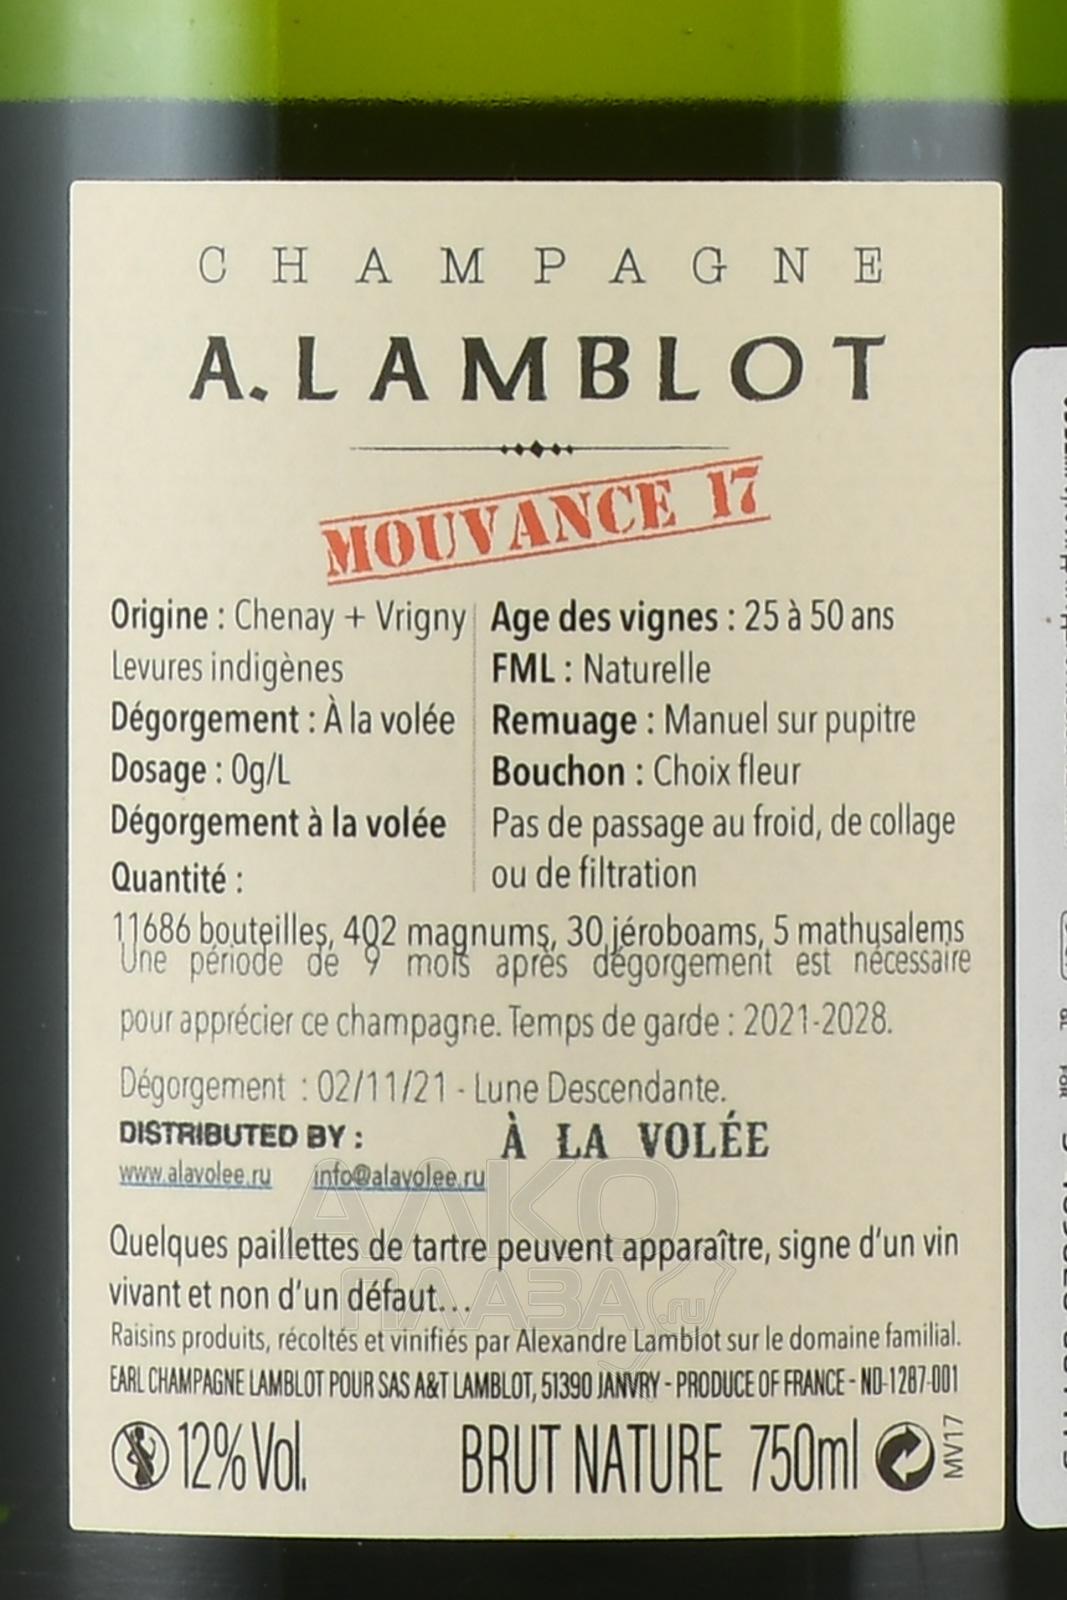 CHAMPAGNE
A. LAMBLOT
MOUVANCE 17
Origine : Chenay + Vrigny
Levures indigènes
Dégorgement : À la volée
Dosage : 0g/L
Dégorgement à la volée
Quantité :
Age des vignes : 25 à 50 ans
FML : Naturelle
Remuage : Manuel sur pupitre
Bouchon : Choix fleur
Pas de passage au froid, de collage
ou de filtration
11686 bouteilles, 402 magnums, 30 jéroboams, 5 mathusalems
Une période de 9 mois après dégorgement est nécessaire
pour apprécier ce champagne. Temps de garde : 2021-2028.
Dégorgement : 02/11/21 - Lune Descendante.
DISTRIBUTED BY : À LA VOLÉE
www.alavolee.ru info@alavolee.ru
Quelques paillettes de tartre peuvent apparaître, signe d'un vin
vivant et non d'un défaut...
Raisins produits, récoltés et vinifiés par Alexandre Lamblot sur le domaine familial.
EARL CHAMPAGNE LAMBLOT POUR SAS A&T LAMBLOT, 51390 JANVRY - PRODUCE OF FRANCE - ND-1287-001
12% Vol. BRUT NATURE 750ml
MV17
АЛКО
ПЛАЗА.ru